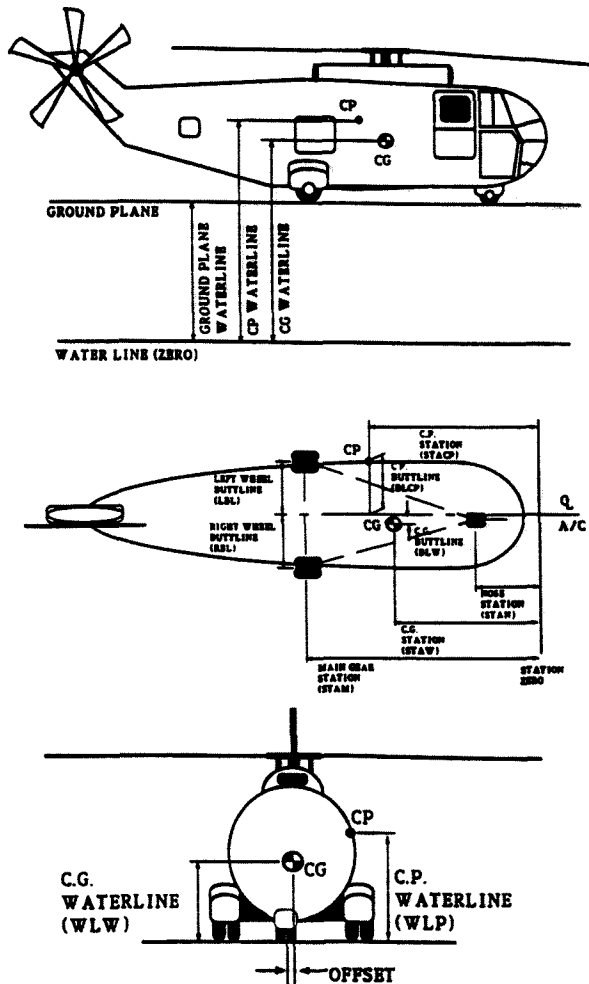 CP
CG
GROUND PLANE
GROUND PLANE
WATERLINE
CP WATERLINE
CG WATERLINE
WATER LINE (ZERO)
C.P.
STATION
(STACP)
CP
C.P.
BUTTLINE
(BLCP)
LEFT WHEEL
BUTTLINE
(LBL)
CG
A/C
RIGHT WHEEL
BUTTLINE
(RBL)
C.G.
BUTTLINE
(BLW)
NOSE
STATION
(STAN)
C.G.
STATION
(STAW)
MAIN GEAR
STATION
(STAM)
STATION
ZERO
CP
CG
C.G.
WATERLINE
(WLW)
C.P.
WATERLINE
(WLP)
OFFSET